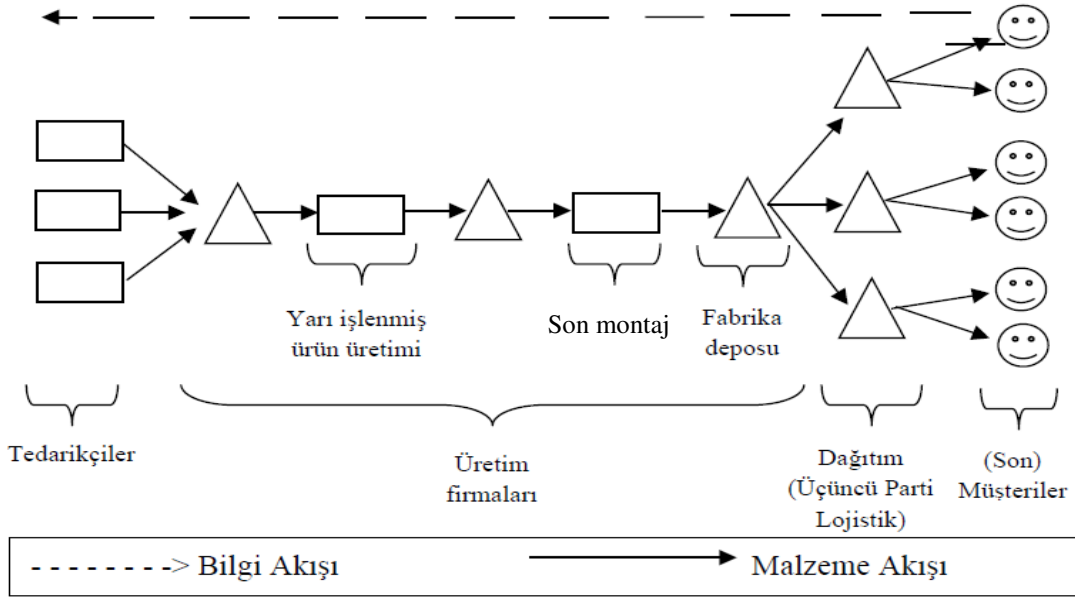 Yarı işlenmiş
ürün üretimi
Son montaj
Fabrika
deposu
Tedarikçiler
Üretim
firmaları
Dağıtım
(Üçüncü Parti
Lojistik)
(Son)
Müşteriler
- - - - - - - -> Bilgi Akışı
Malzeme Akışı